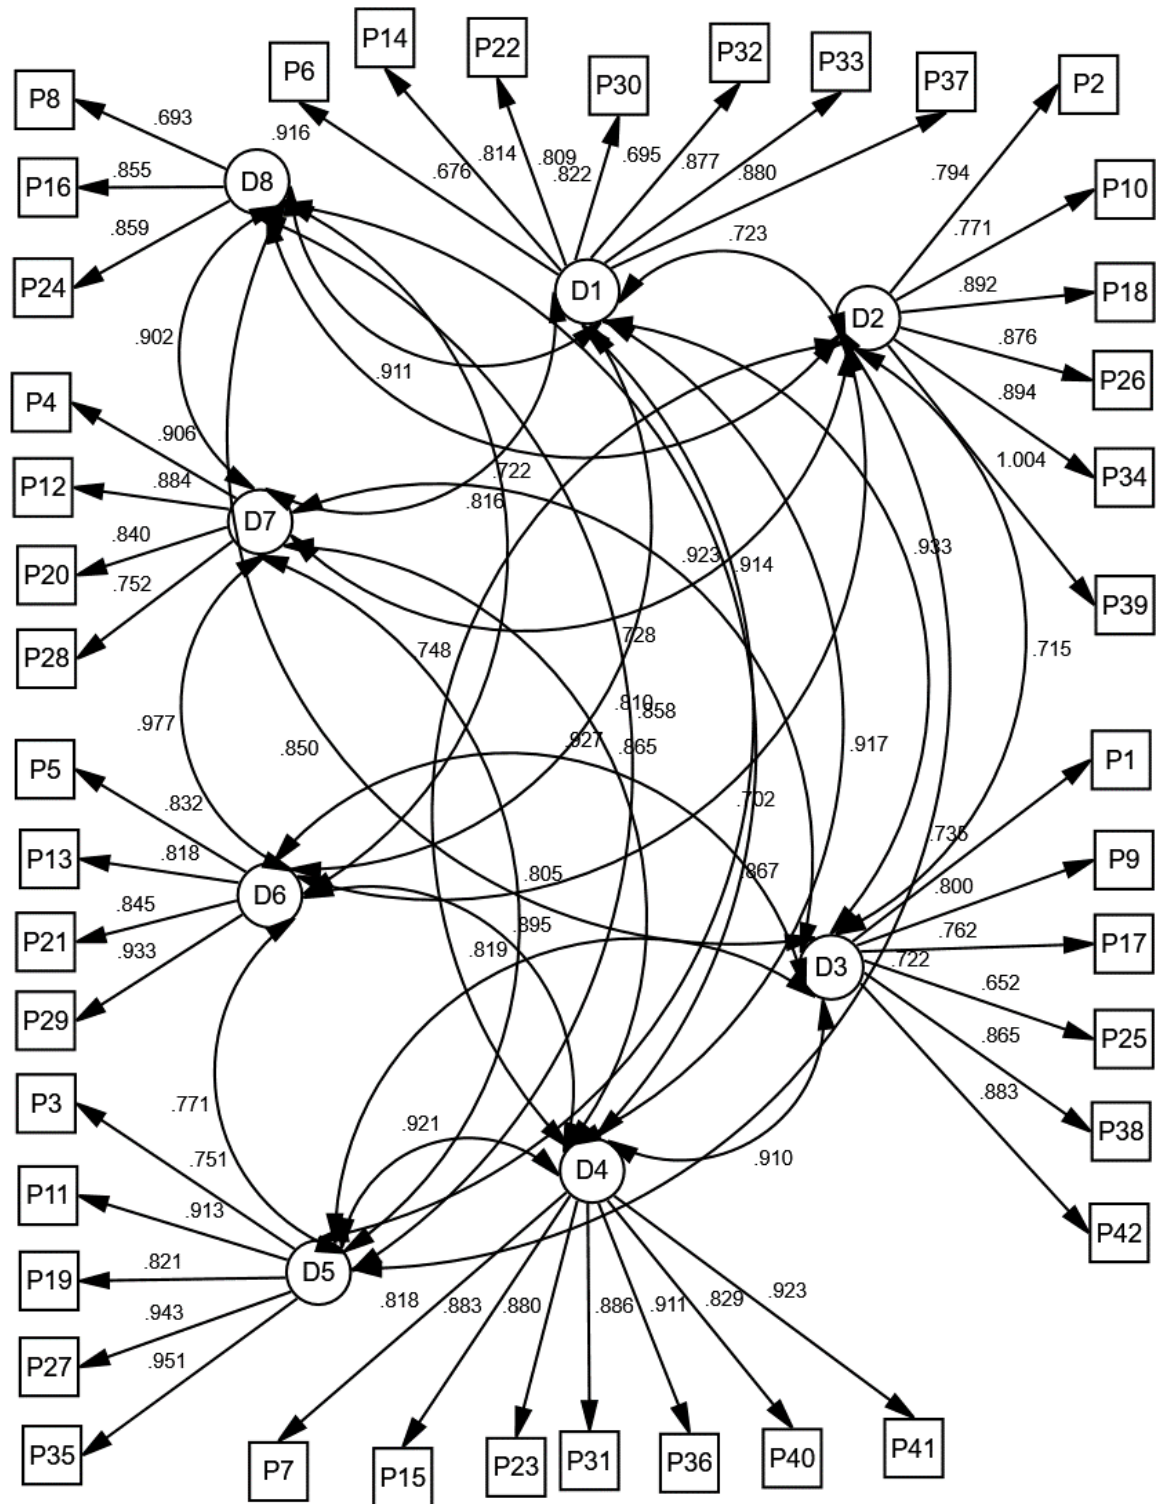 P14
P22
P32
P33
P6
P30
P37
P2
P8
.693
.916
.814
.809
.695
.877
.880
.676
.822
.794
P16
.855
D8
P10
.771
.859
.723
P24
D1
D2
.892
P18
.902
.911
.876
P26
.894
P4
.906
P12
.884
.722
.816
1.004
P34
D7
.840
P20
.752
.923
.914
.933
P39
P28
.748
.728
.715
.977
.810
.858
.850
.927
.865
.917
P5
P1
.832
.702
.818
.735
P13
.805
.867
P9
.845
D6
.800
P21
.933
.819
.895
.762
P17
.722
D3
.652
P29
P25
.865
P3
.771
.921
.883
P38
.751
.910
P11
.913
D4
P42
.821
P19
D5
.943
.818
.883
.880
.886
.911
.829
.923
P27
.951
P35
P7
P15
P23
P31
P36
P40
P41